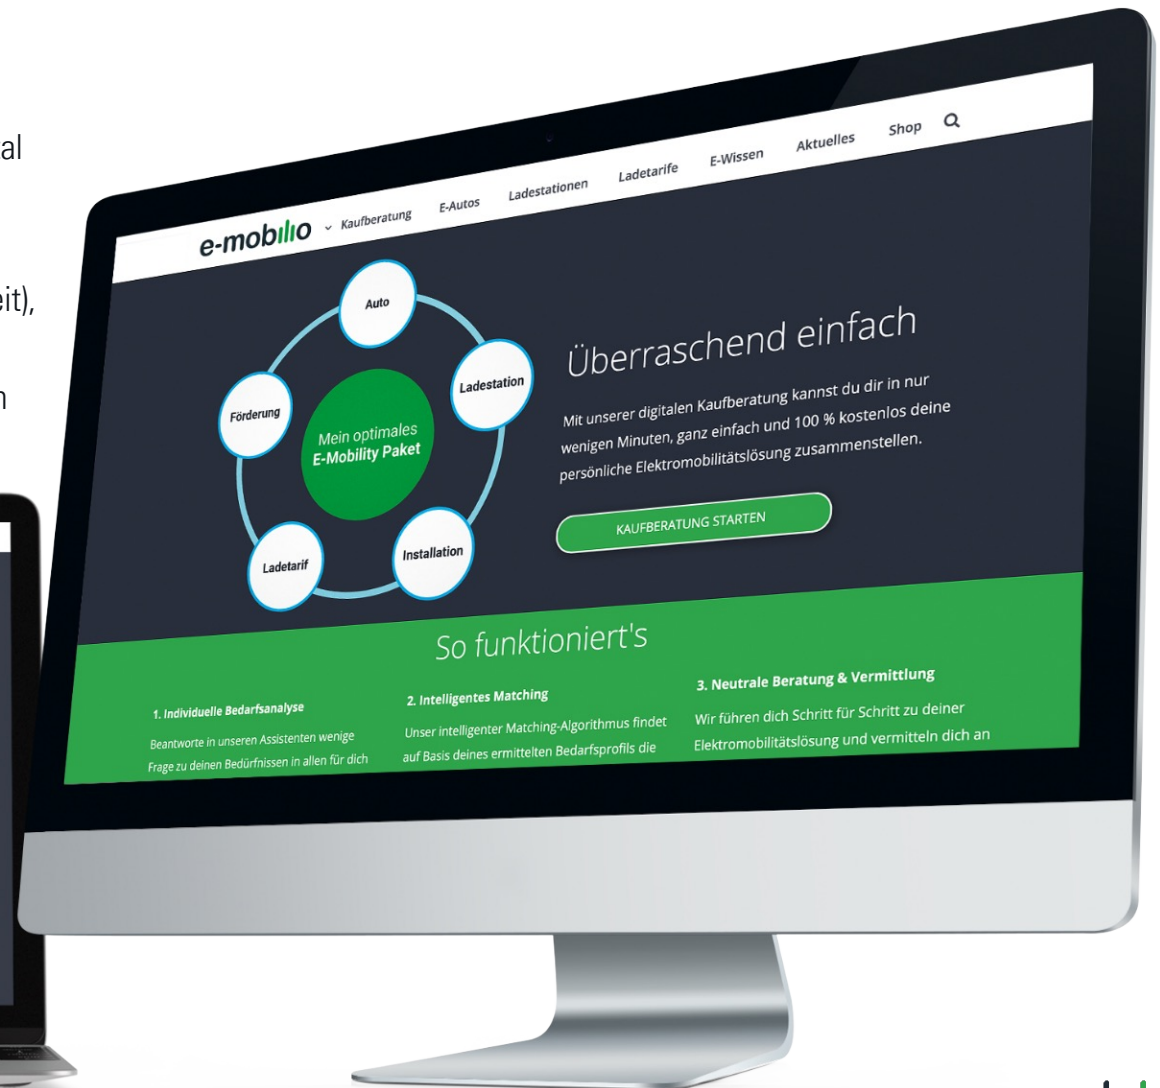 al
eit),
n
e-mobilio
Kaufberatung
E-Autos
Ladestationen
Ladetarife
E-Wissen
Aktuelles
Shop
Auto
Ladestation
Installation
Ladetarif
Förderung
Mein optimales
E-Mobility Paket
Überraschend einfach
Mit unserer digitalen Kaufberatung kannst du dir in nur
wenigen Minuten, ganz einfach und 100 % kostenlos deine
persönliche Elektromobilitätslösung zusammenstellen.
KAUFBERATUNG STARTEN
So funktioniert's
1. Individuelle Bedarfsanalyse
Beantworte in unseren Assistenten wenige
Frage zu deinen Bedürfnissen in allen für dich
2. Intelligentes Matching
Unser intelligenter Matching-Algorithmus findet
auf Basis deines ermittelten Bedarfsprofils die
3. Neutrale Beratung & Vermittlung
Wir führen dich Schritt für Schritt zu deiner
Elektromobilitätslösung und vermitteln dich an